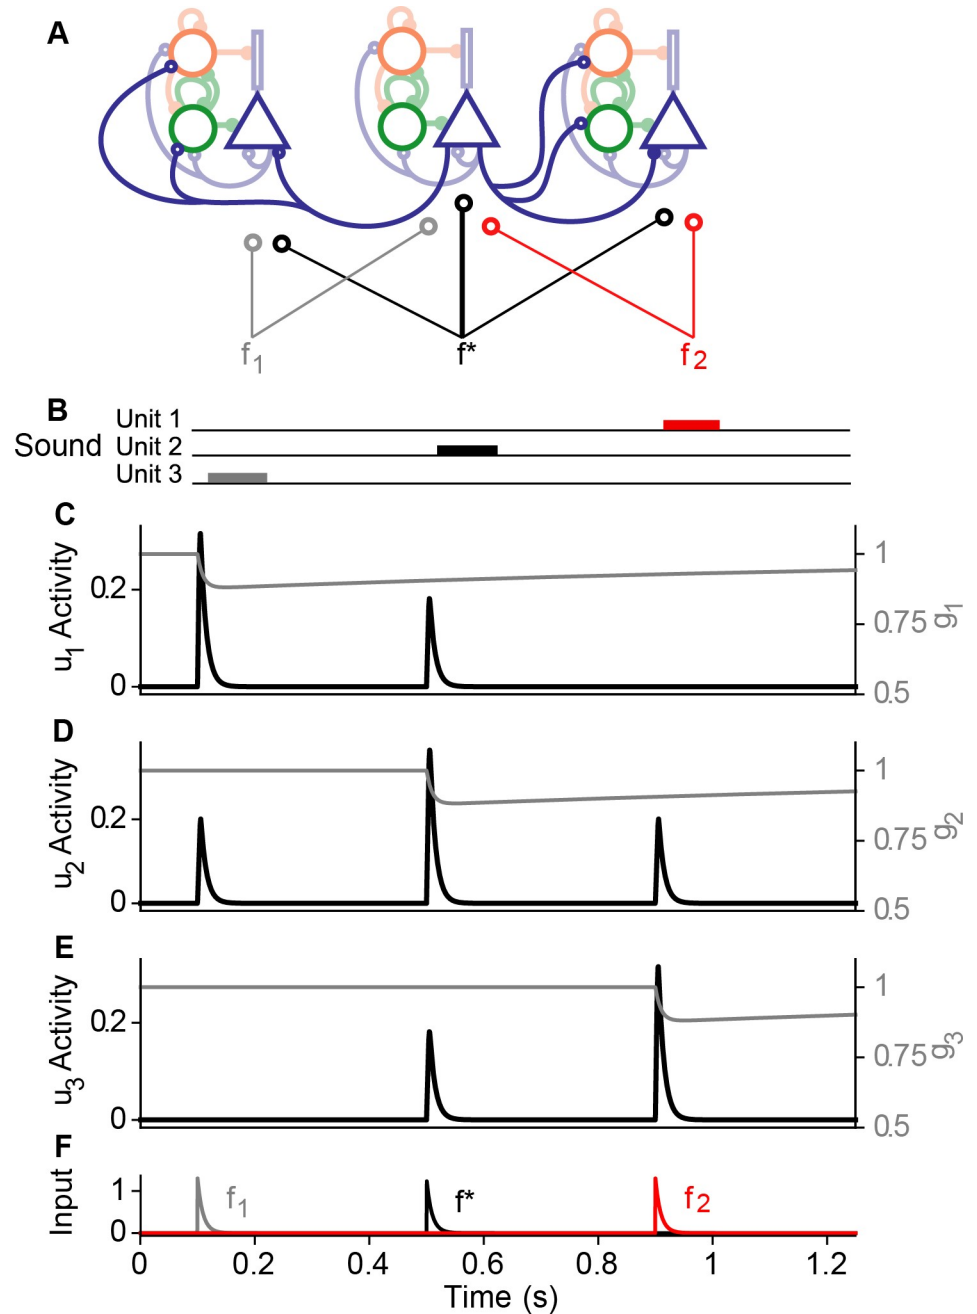 A
f1 f* f2
B
Unit 1
Sound Unit 2
Unit 3
C
u1 Activity
0.2
0
1
0.75
0.5
g1
D
u2 Activity
0.2
0
1
0.75
0.5
g2
E
u3 Activity
0.2
0
1
0.75
0.5
g3
F
Input
1
0
f1 f* f2
0 0.2 0.4 0.6 0.8 1 1.2
Time (s)